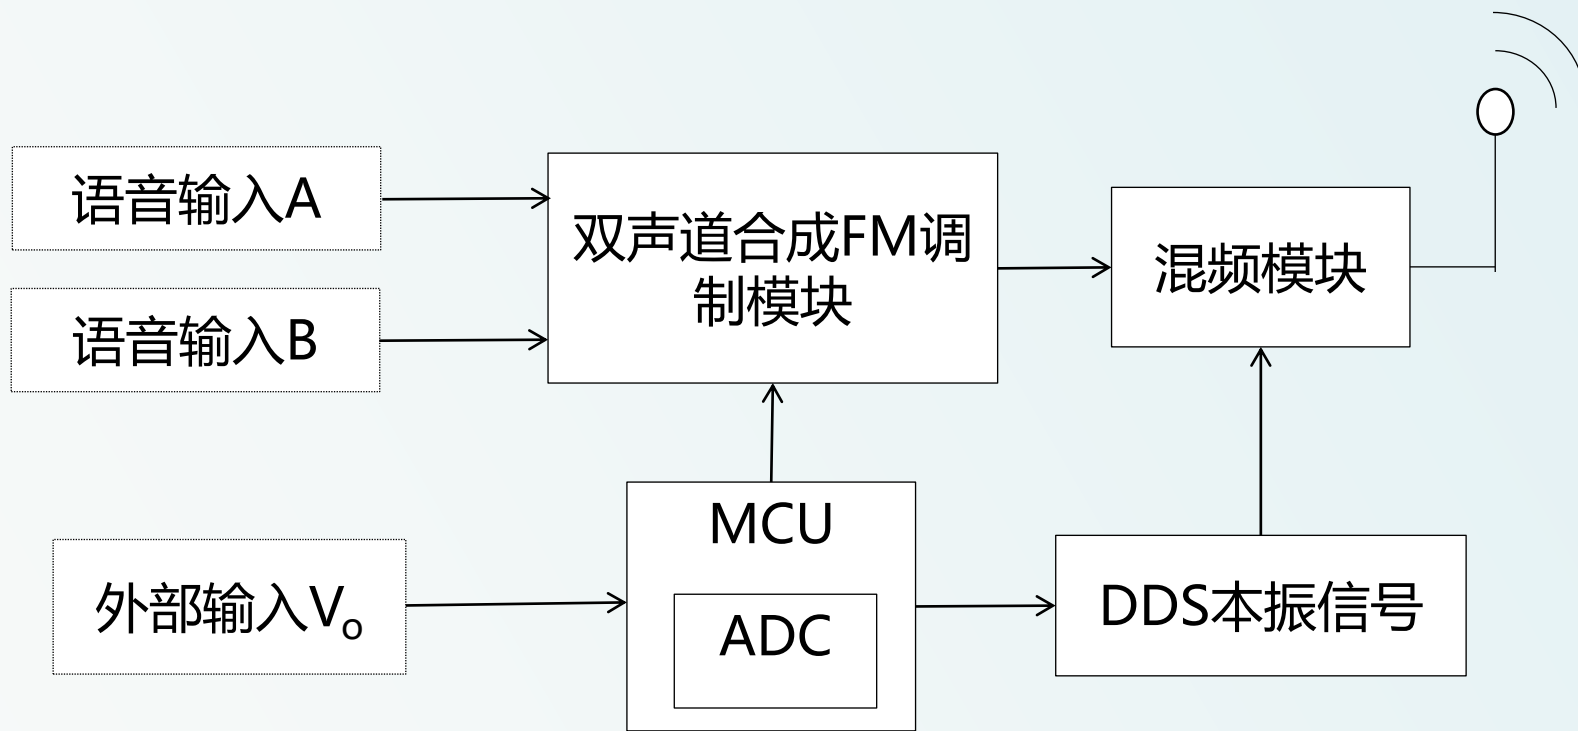 语音输入A
双声道合成FM调
制模块
混频模块
语音输入B
MCU
外部输入Vo
ADC
DDS本振信号